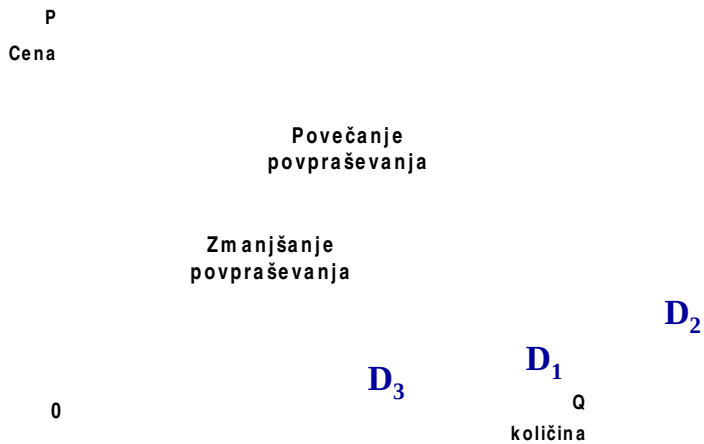 P
Cena
Povečanje
povpraševanja
Zmanjšanje
povpraševanja
D₂
D₁
D₃
Q
0
količina